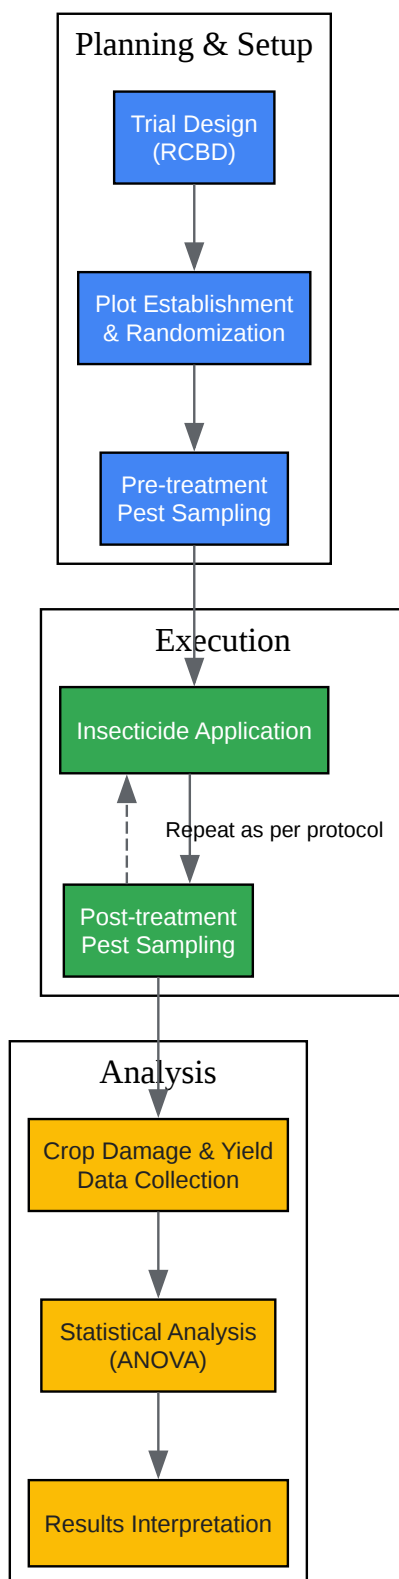 Planning & Setup
Trial Design
(RCBD)
Plot Establishment
& Randomization
Pre-treatment
Pest Sampling
Execution
Insecticide Application
Repeat as per protocol
Post-treatment
Pest Sampling
Analysis
Crop Damage & Yield
Data Collection
Statistical Analysis
(ANOVA)
Results Interpretation